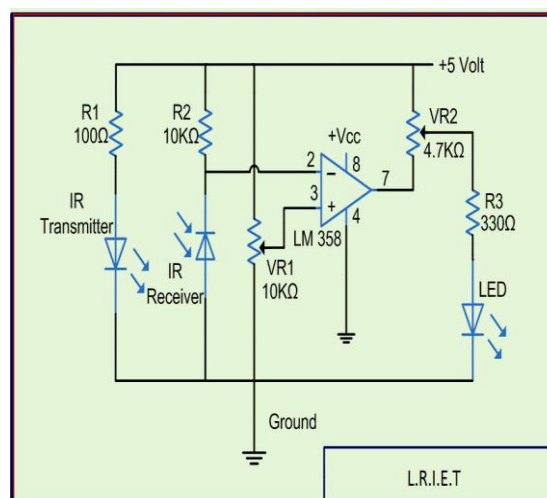 +5 Volt
R1
100Ω
R2
10KΩ
+Vcc
VR2
4.7KΩ
2
8
3
7
4
LM 358
R3
330Ω
IR
Transmitter
IR
Receiver
VR1
10KΩ
LED
Ground
L.R.I.E.T